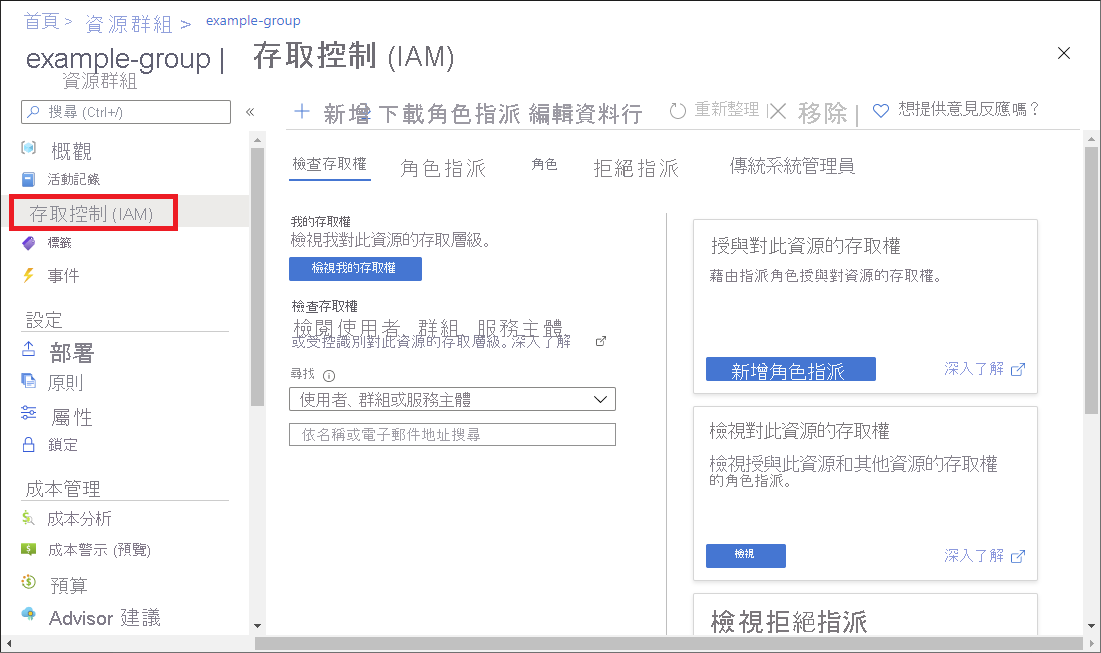 首頁 > 資源群組 > example-group
example-group | 存取控制 (IAM)
資源群組
搜尋 (Ctrl+/)
«
概觀
活動記錄
存取控制 (IAM)
標籤
事件
設定
部署
原則
屬性
鎖定
成本管理
成本分析
成本警示 (預覽)
預算
Advisor 建議
新增 下載角色指派 編輯資料行 重新整理 | 移除 | 想提供意見反應嗎？
檢查存取權 角色指派 角色 拒絕指派 傳統系統管理員
我的存取權
檢視我對此資源的存取層級。
檢視我的存取權
檢查存取權
檢閱使用者、群組、服務主體
或受控識別對此資源的存取層級。深入了解
尋找
使用者、群組或服務主體
依名稱或電子郵件地址搜尋
授與對此資源的存取權
藉由指派角色授與對資源的存取權。
新增角色指派 深入了解
檢視對此資源的存取權
檢視授與此資源和其他資源的存取權
的角色指派。
檢視 深入了解
檢視拒絕指派